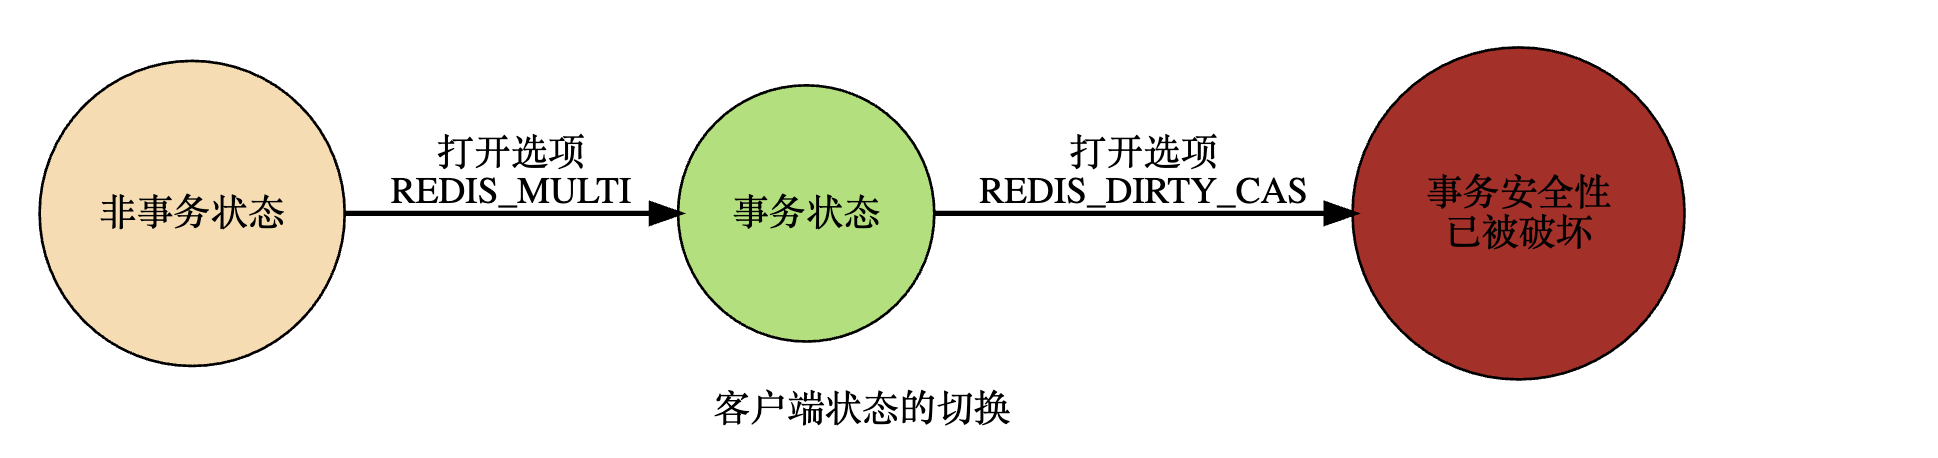 非事务状态
打开选项
REDIS_MULTI
事务状态
打开选项
REDIS_DIRTY_CAS
事务安全性
已被破坏
客户端状态的切换